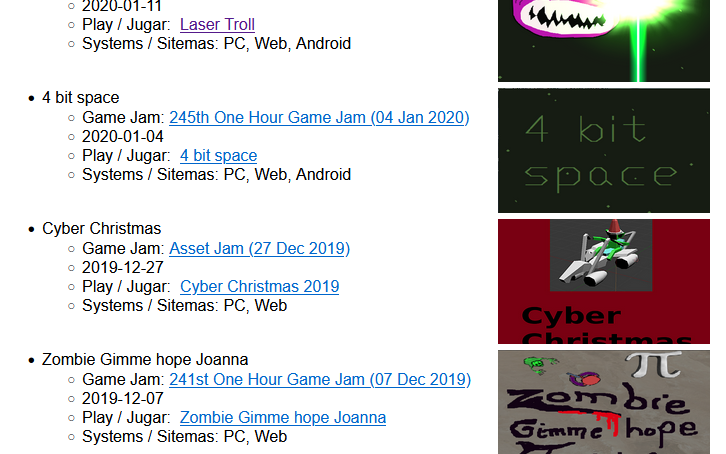 2020-01-11
Play / Jugar: Laser Troll
Systems / Sitemas: PC, Web, Android
4 bit space
Game Jam: 245th One Hour Game Jam (04 Jan 2020)
2020-01-04
Play / Jugar: 4 bit space
Systems / Sitemas: PC, Web, Android
4 bit
space
Cyber Christmas
Game Jam: Asset Jam (27 Dec 2019)
2019-12-27
Play / Jugar: Cyber Christmas 2019
Systems / Sitemas: PC, Web
Cyber
Christmas
Zombie Gimme hope Joanna
Game Jam: 241st One Hour Game Jam (07 Dec 2019)
2019-12-07
Play / Jugar: Zombie Gimme hope Joanna
Systems / Sitemas: PC, Web
π
Zombie
Gimme hope